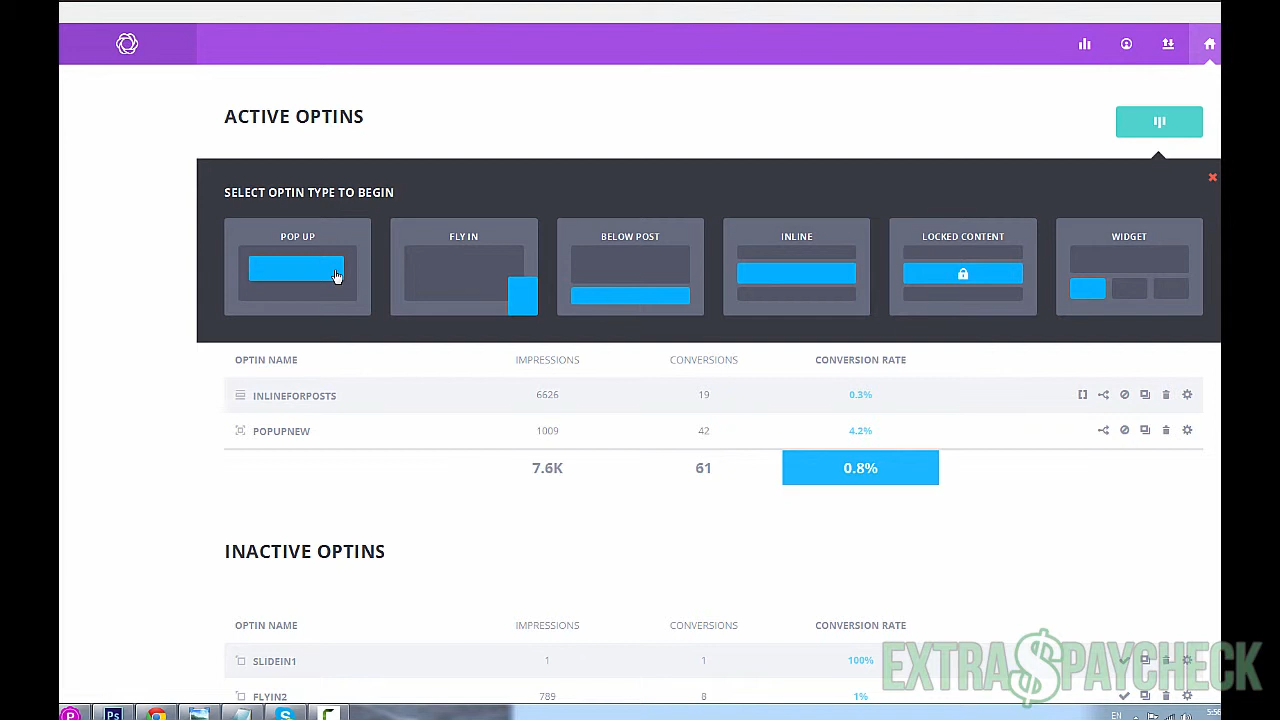 ACTIVE OPTINS
SELECT OPTIN TYPE TO BEGIN
POP UP FLY IN BELOW POST INLINE LOCKED CONTENT WIDGET
OPTIN NAME IMPRESSIONS CONVERSIONS CONVERSION RATE
INLINEFORPOSTS 6626 19 0.3%
POPUPNEW 1009 42 4.2%
7.6K 61 0.8%
INACTIVE OPTINS
OPTIN NAME IMPRESSIONS CONVERSIONS CONVERSION RATE
SLIDEIN1 1 1 100%
FLYIN2 789 8 1%
EXTRA$PAYCHECK
Ps
EN